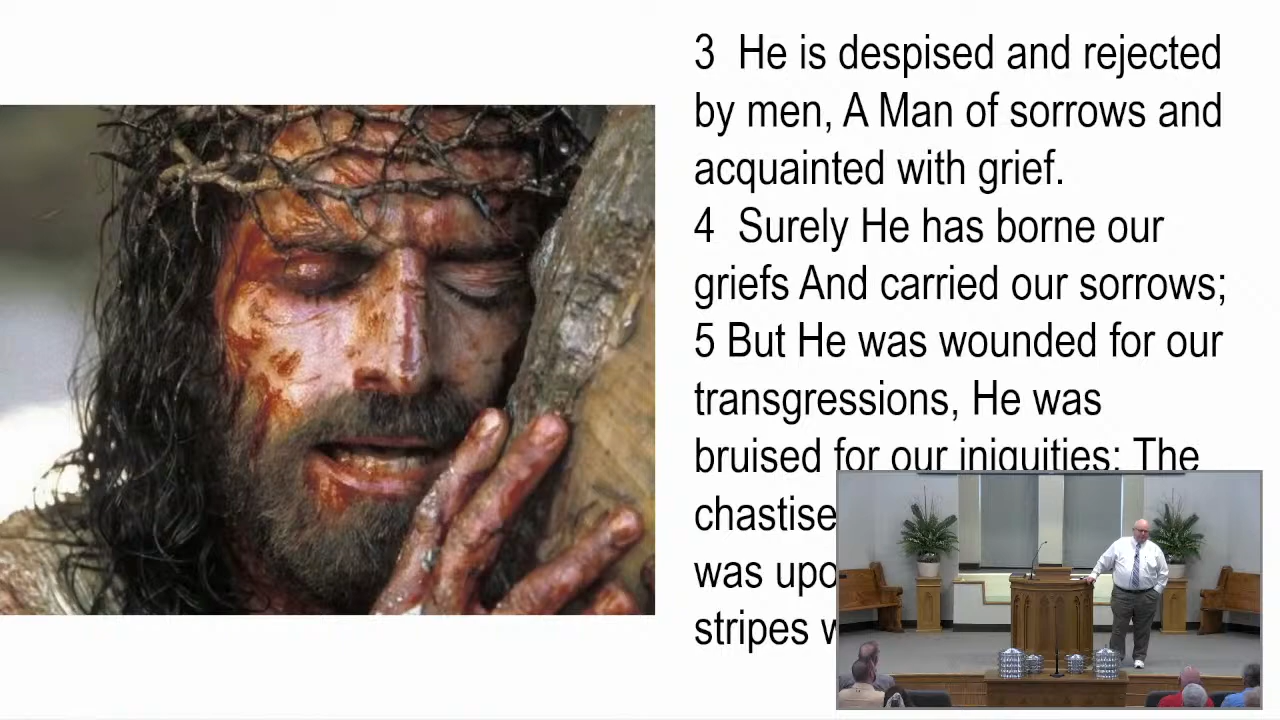 3 He is despised and rejected
by men, A Man of sorrows and
acquainted with grief.
4 Surely He has borne our
griefs And carried our sorrows;
5 But He was wounded for our
transgressions, He was
bruised for our iniquities; The
chastise
was upo
stripes w